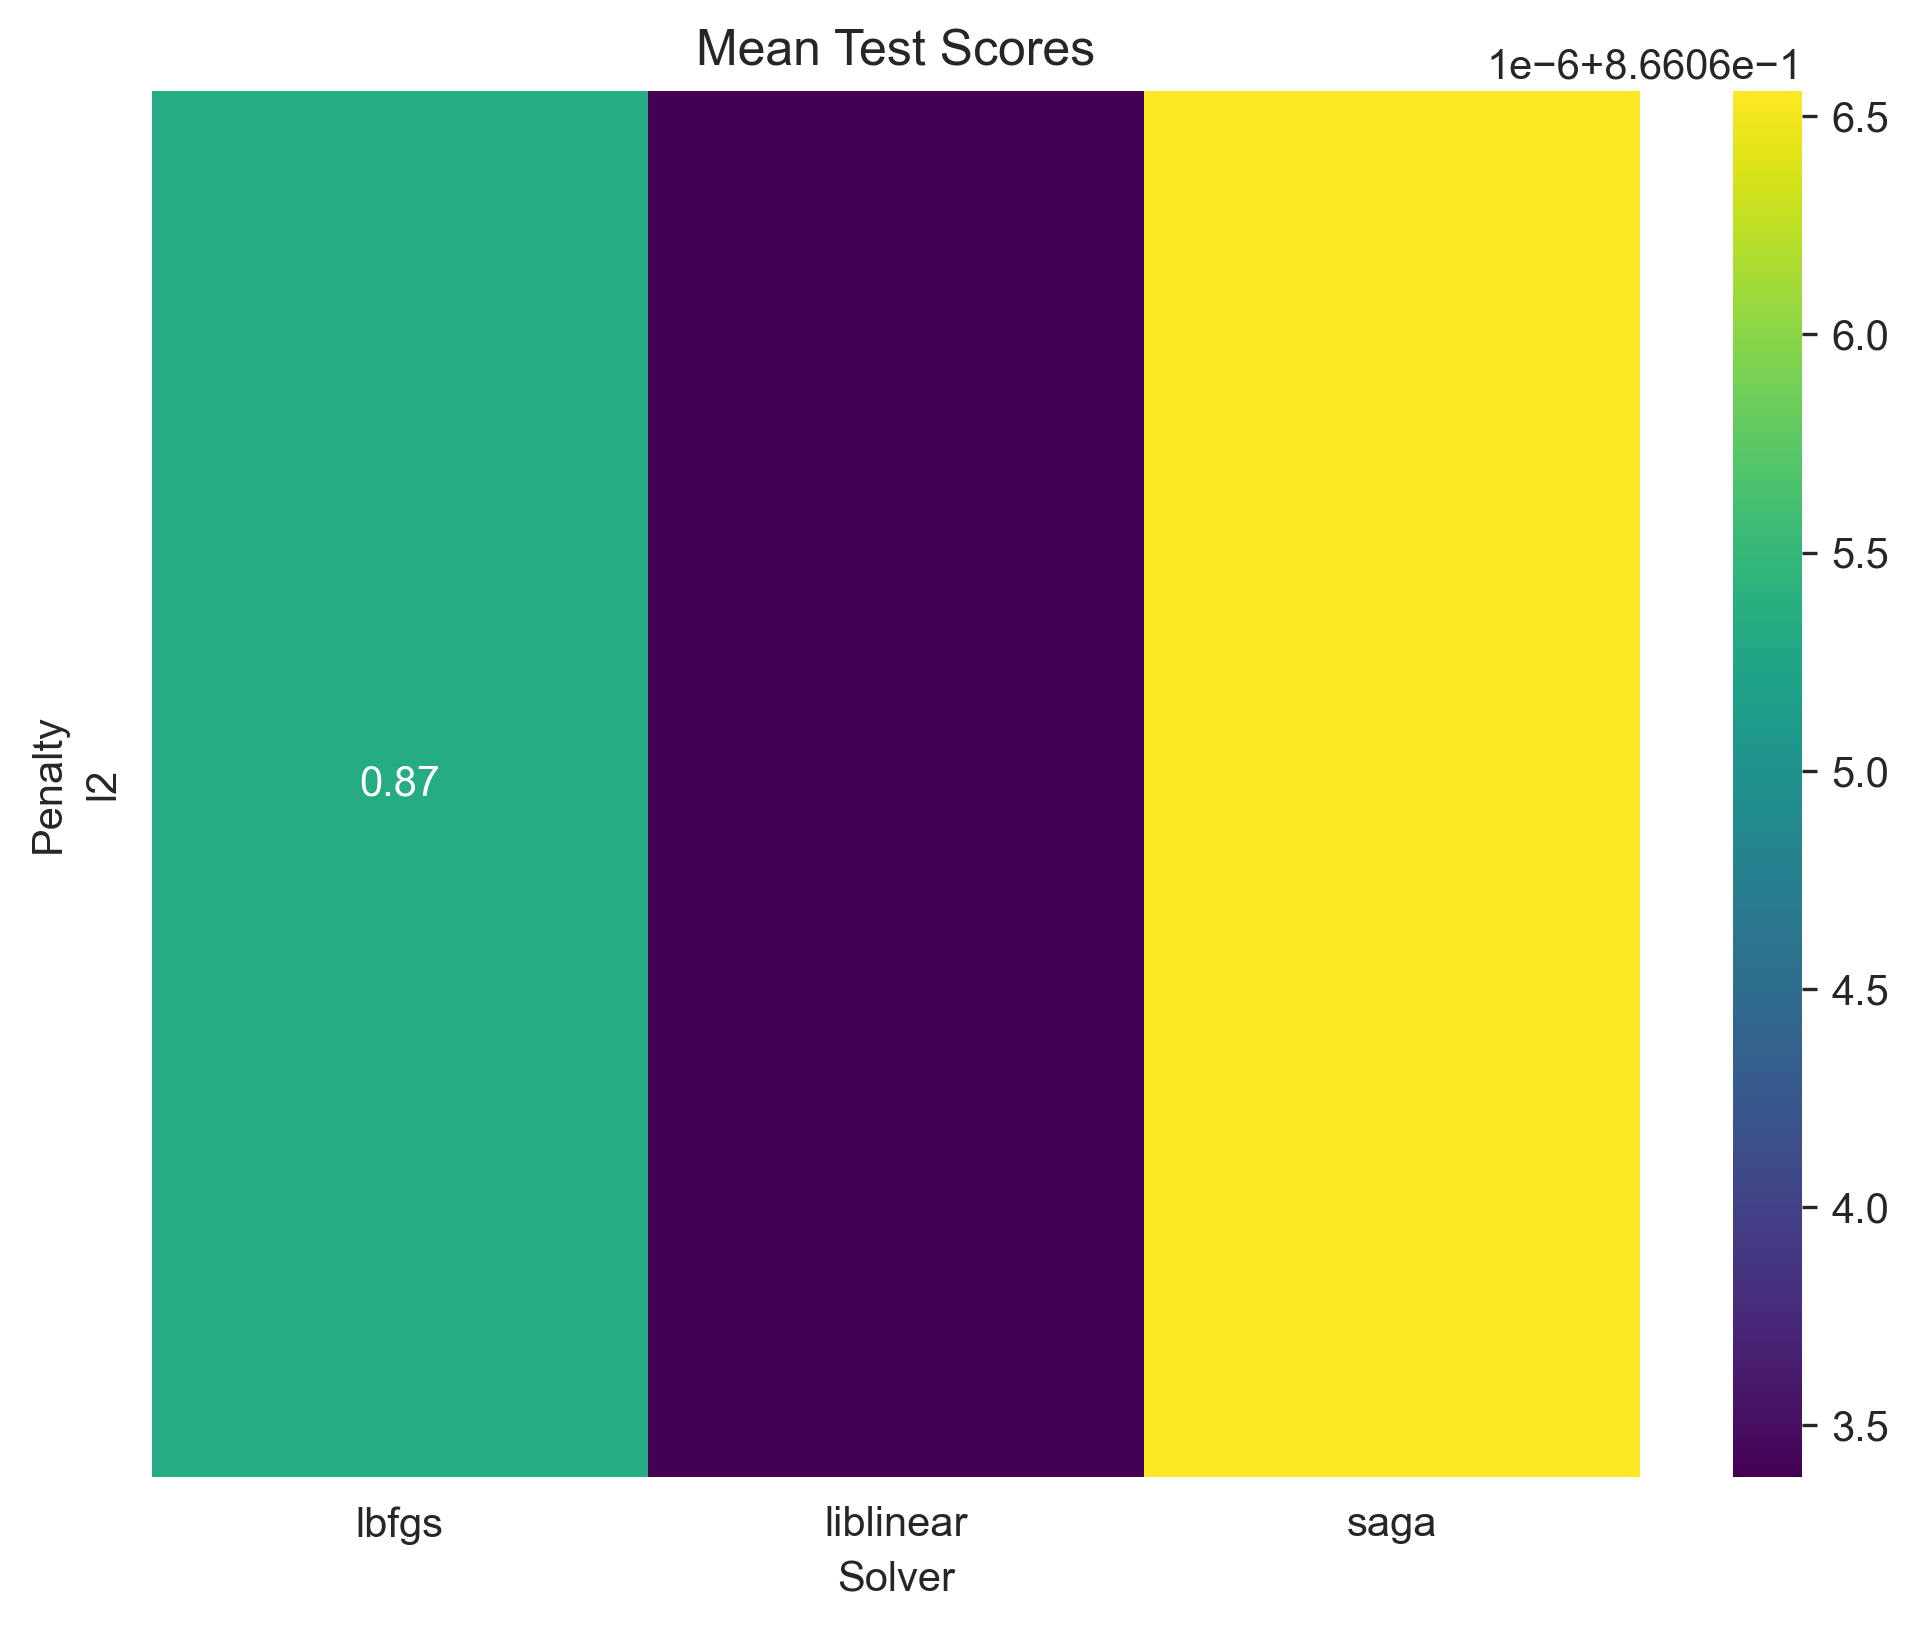 Mean Test Scores
1e−6+8.6606e−1
6.5
6.0
5.5
5.0
4.5
4.0
3.5
Penalty
l2
0.87
lbfgs
liblinear
saga
Solver